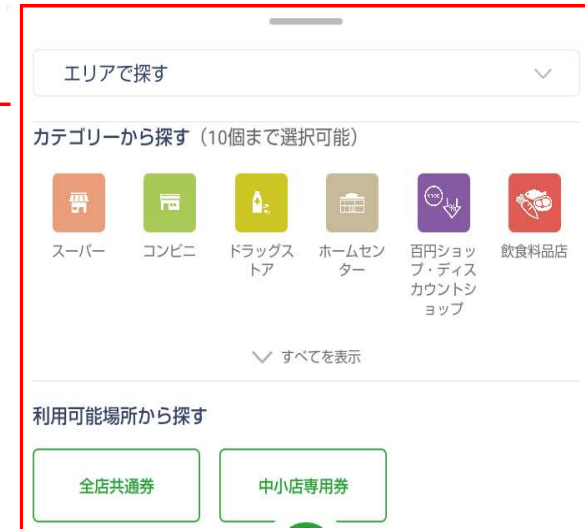 エリアで探す
カテゴリーから探す（10個まで選択可能）
スーパー
コンビニ
ドラッグス
トア
ホームセン
ター
百円ショッ
プ・ディス
カウントシ
ョップ
飲食料品店
すべてを表示
利用可能場所から探す
全店共通券
中小店専用券